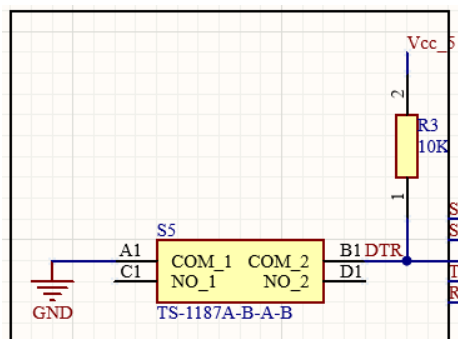 Vcc_5
2
R3
10K
1
S5
A1
COM_1
COM_2
B1
DTR
C1
NO_1
NO_2
D1
GND
TS-1187A-B-A-B
S
S
T
R